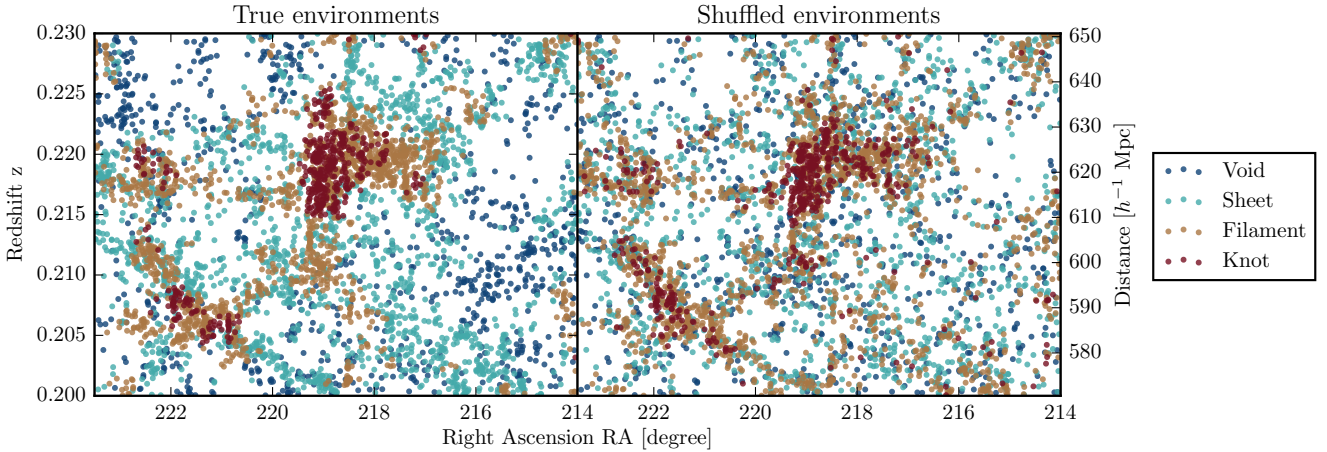 True environments
Shuffled environments
0.230
0.225
0.220
0.215
0.210
0.205
0.200
Redshift z
222
220
218
216
214
222
220
218
216
214
Right Ascension RA [degree]
650
640
630
620
610
600
590
580
Distance [h⁻¹ Mpc]
Void
Sheet
Filament
Knot